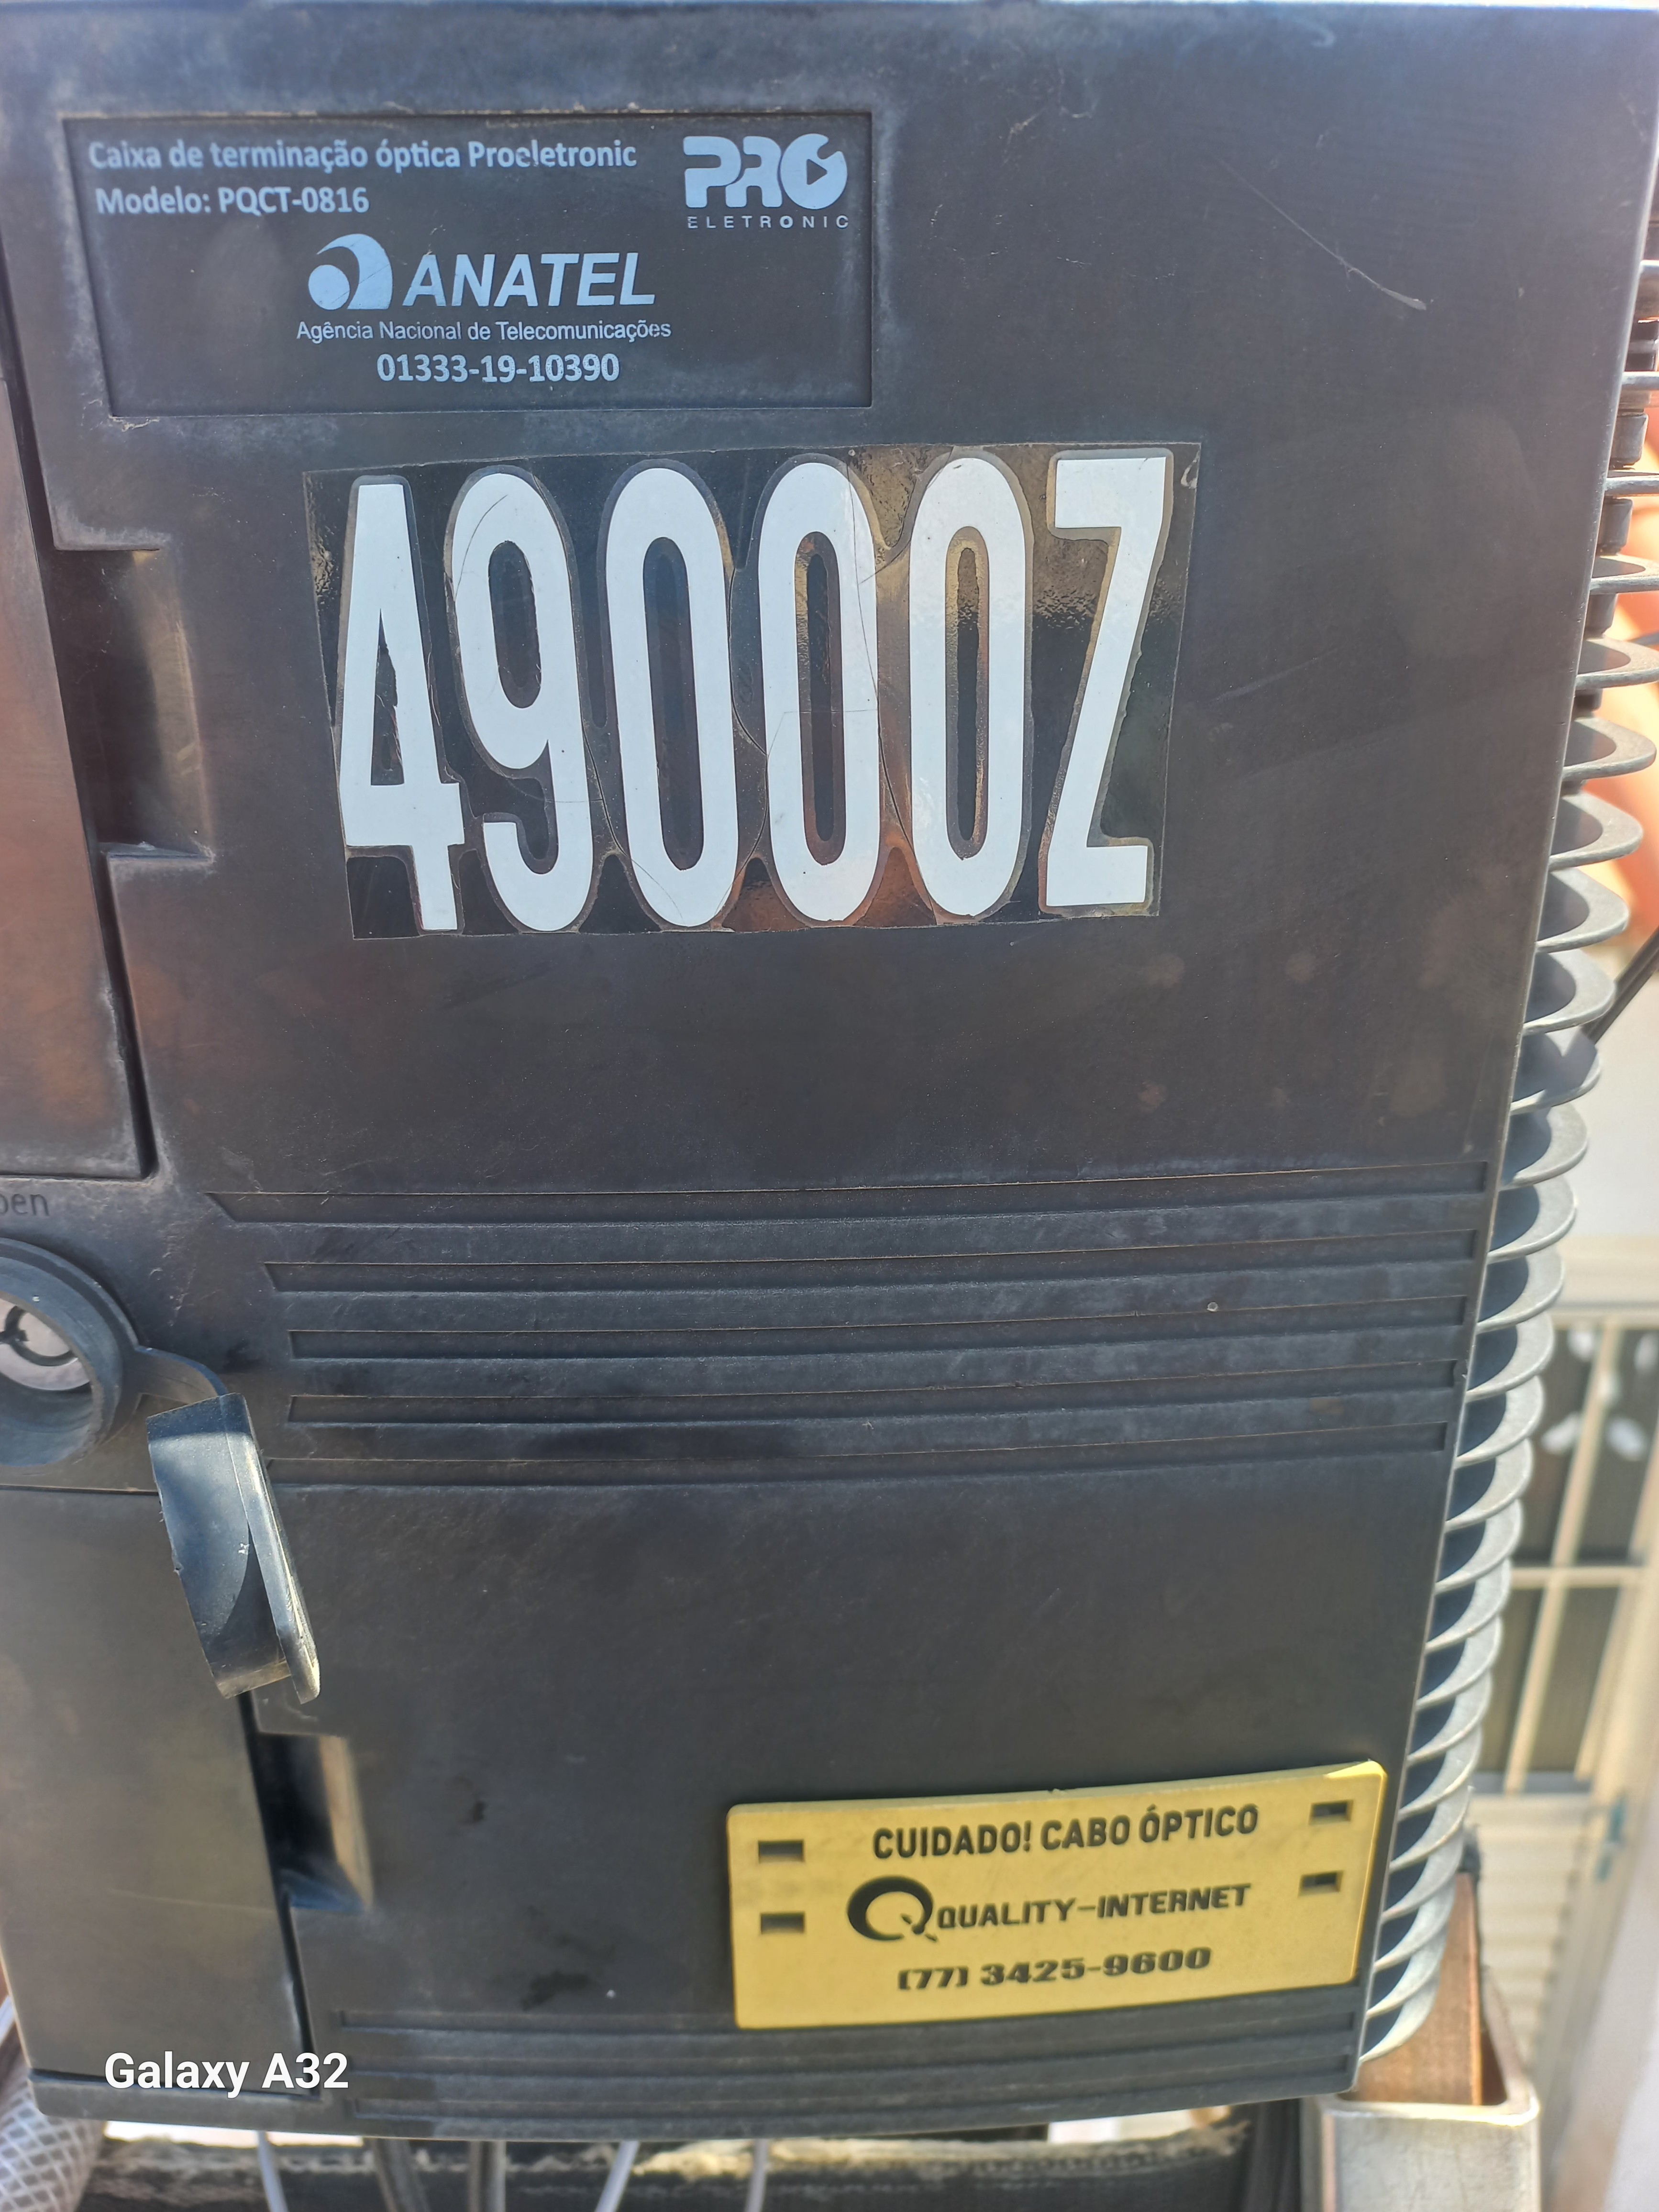 Caixa de terminação óptica Proeletronic
Modelo: PQCT-0816
PRO
ELETRONIC
ANATEL
Agência Nacional de Telecomunicações
01333-19-10390
49000Z
CUIDADO! CABO ÓPTICO
QUALITY-INTERNET
(77) 3425-9600
Galaxy A32